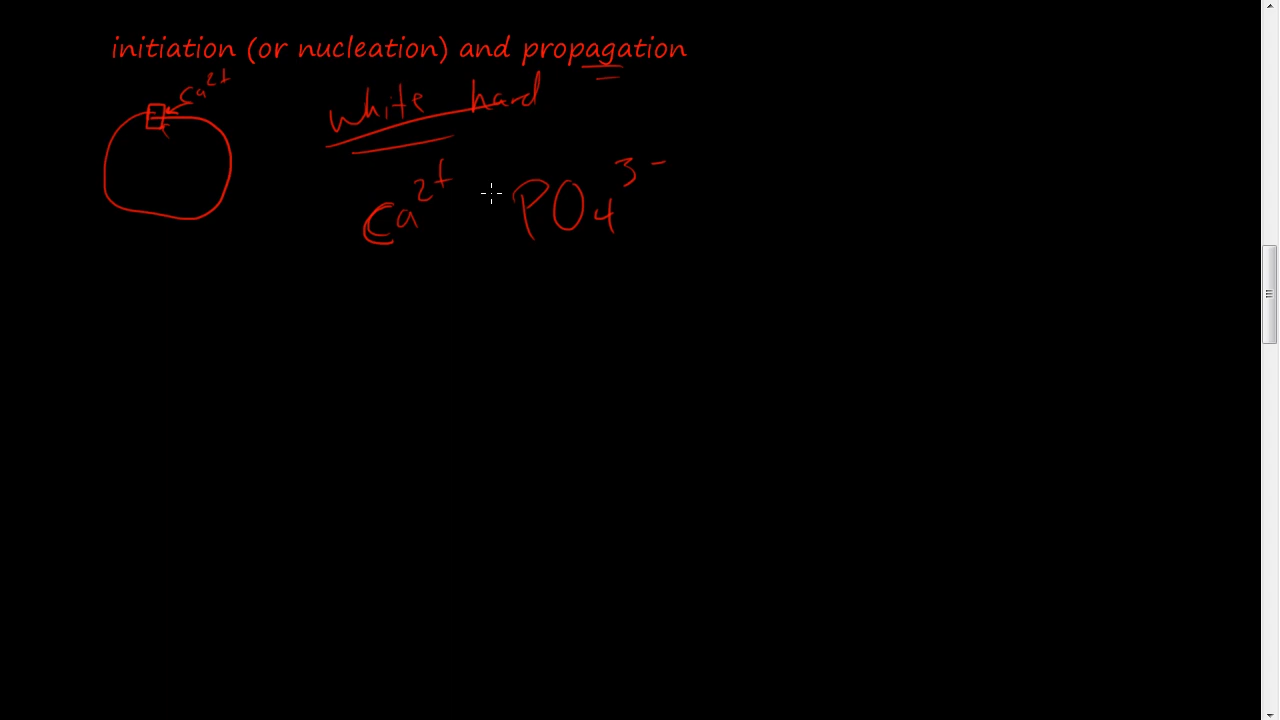 initiation (or nucleation) and propagation
Ca²⁺
white hard
Ca²⁺ PO₄³⁻